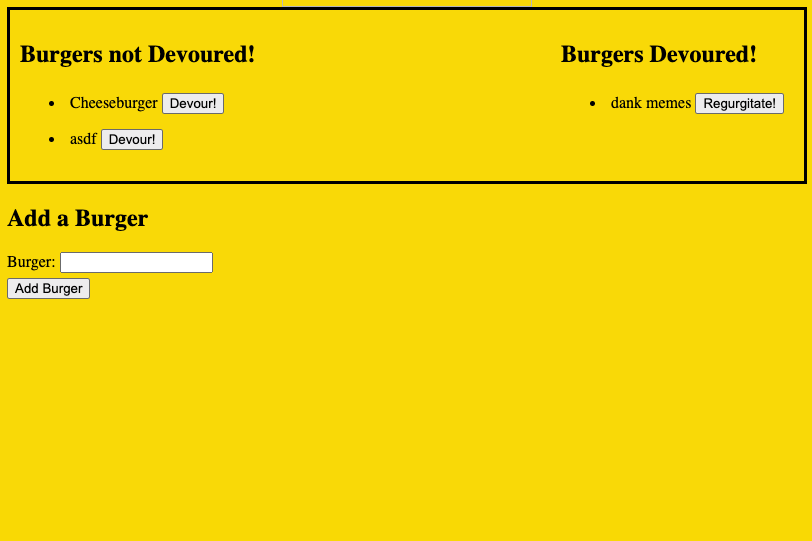 Burgers not Devoured!
Cheeseburger Devour!
asdf Devour!
Burgers Devoured!
dank memes Regurgitate!
Add a Burger
Burger:
Add Burger